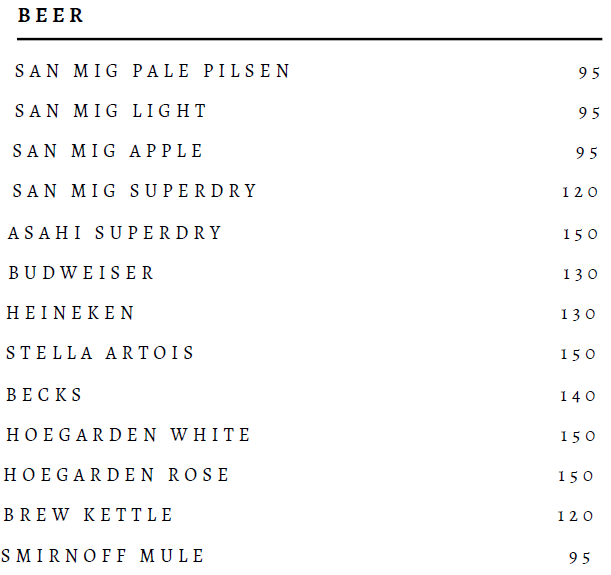 BEER
SAN MIG PALE PILSEN 95
SAN MIG LIGHT 95
SAN MIG APPLE 95
SAN MIG SUPERDRY 120
ASAHI SUPERDRY 150
BUDWEISER 130
HEINEKEN 130
STELLA ARTOIS 150
BECKS 140
HOEGARDEN WHITE 150
HOEGARDEN ROSE 150
BREW KETTLE 120
SMIRNOFF MULE 95